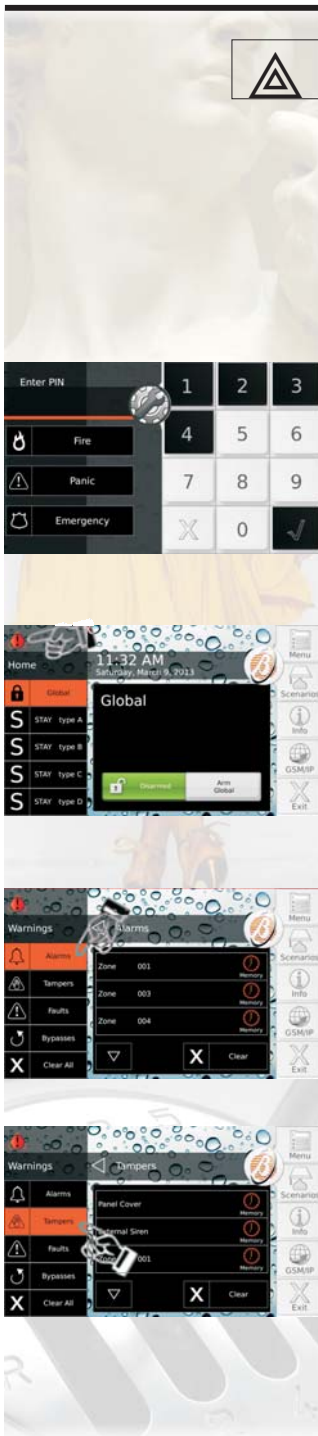 Enter PIN
1 2 3
Fire
4 5 6
Panic
7 8 9
Emergency
X 0 √
Home
11:32 AM
Saturday, March 9, 2013
Menu
Global
Global
Scenarios
S STAY type A
S STAY type B
Info
S STAY type C
Disarmed
Arm
Global
GSM/IP
S STAY type D
Exit
Warnings
Alarms
Menu
Alarms
Zone 001
Memory
Scenarios
Tampers
Zone 003
Memory
Info
Faults
Zone 004
Memory
GSM/IP
Bypasses
X Clear All
X Clear
Exit
Warnings
Tampers
Menu
Alarms
Panel Cover
Memory
Scenarios
Tampers
External Siren
Memory
Info
Faults
Zone 001
Memory
GSM/IP
Bypasses
X Clear All
X Clear
Exit